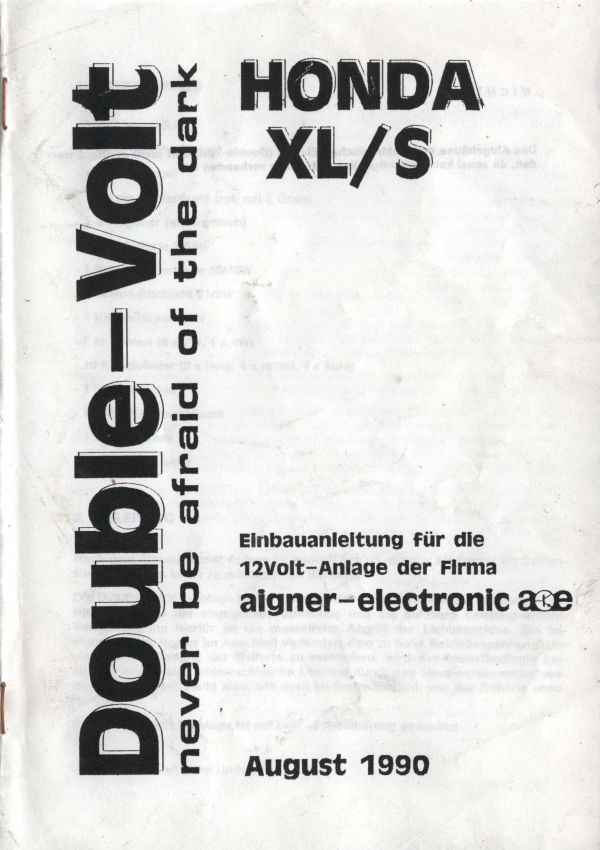 Double-Volt
never be afraid of the dark
HONDA
XL/S
Einbauanleitung für die
12Volt-Anlage der Firma
aigner-electronic ae
August 1990